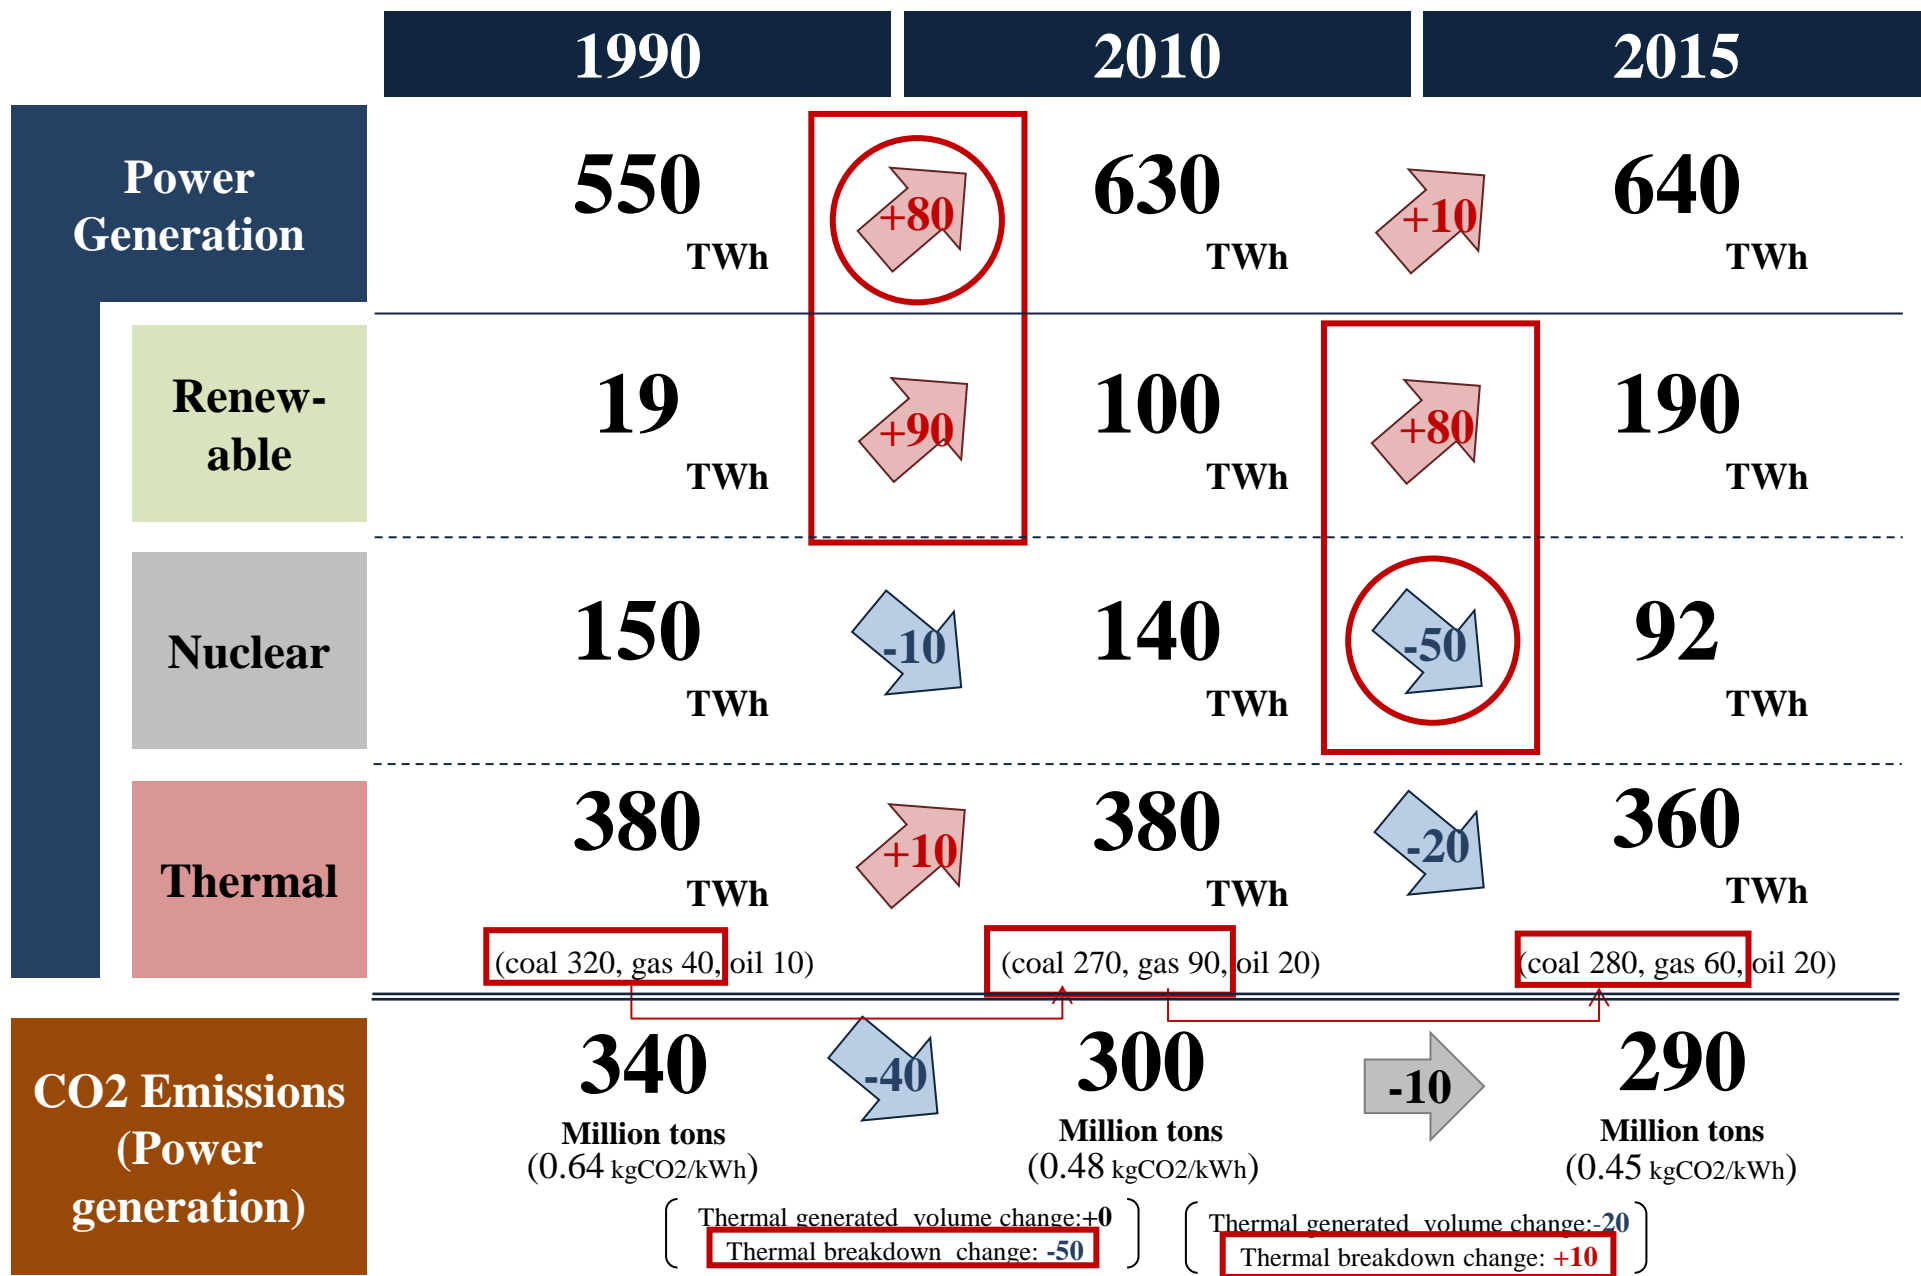 1990 2010 2015
Power
Generation
550 +80 630 +10 640
TWh TWh TWh
Renew-
able
19 +90 100 +80 190
TWh TWh TWh
Nuclear
150 -10 140 -50 92
TWh TWh TWh
Thermal
380 +10 380 -20 360
TWh TWh TWh
(coal 320, gas 40, oil 10) (coal 270, gas 90, oil 20) (coal 280, gas 60, oil 20)
CO2 Emissions
(Power
generation)
340 -40 300 -10 290
Million tons Million tons Million tons
(0.64 kgCO2/kWh) (0.48 kgCO2/kWh) (0.45 kgCO2/kWh)
Thermal generated volume change:+0
Thermal breakdown change: -50
Thermal generated volume change:-20
Thermal breakdown change: +10